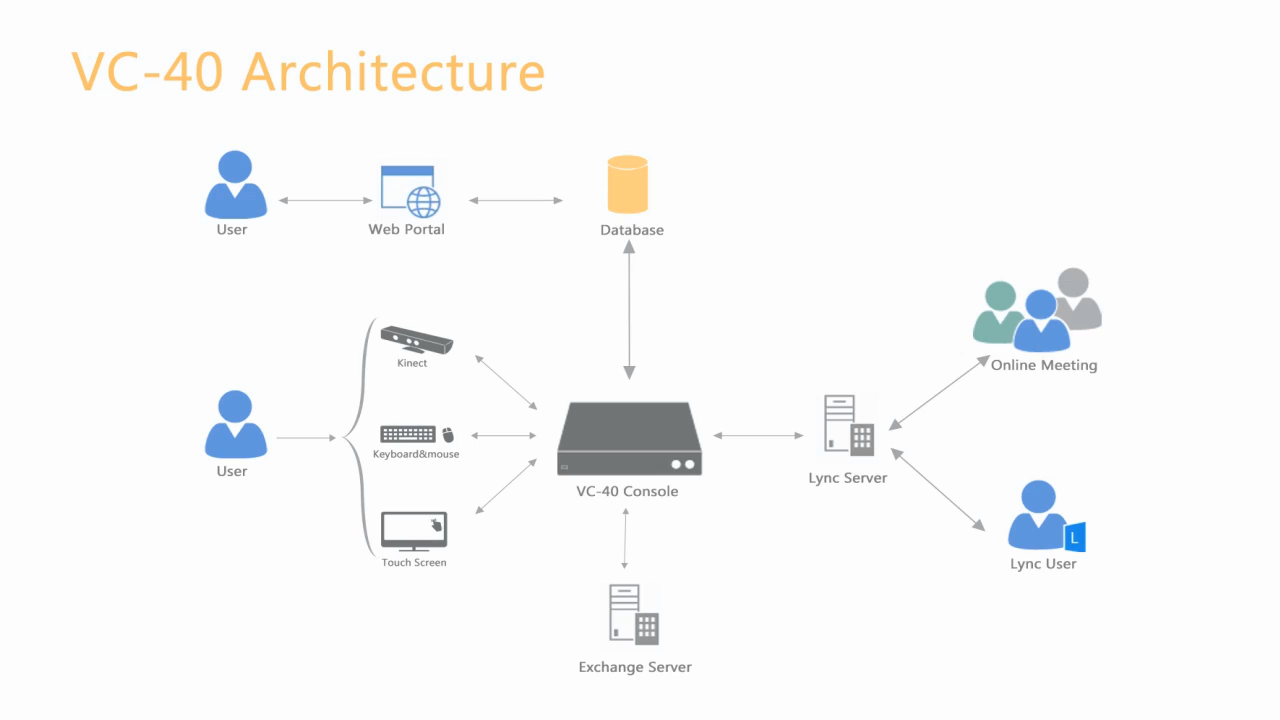 VC-40 Architecture
User
Web Portal
Database
Kinect
Online Meeting
Keyboard&mouse
User
Lync Server
VC-40 Console
L
Touch Screen
Lync User
Exchange Server